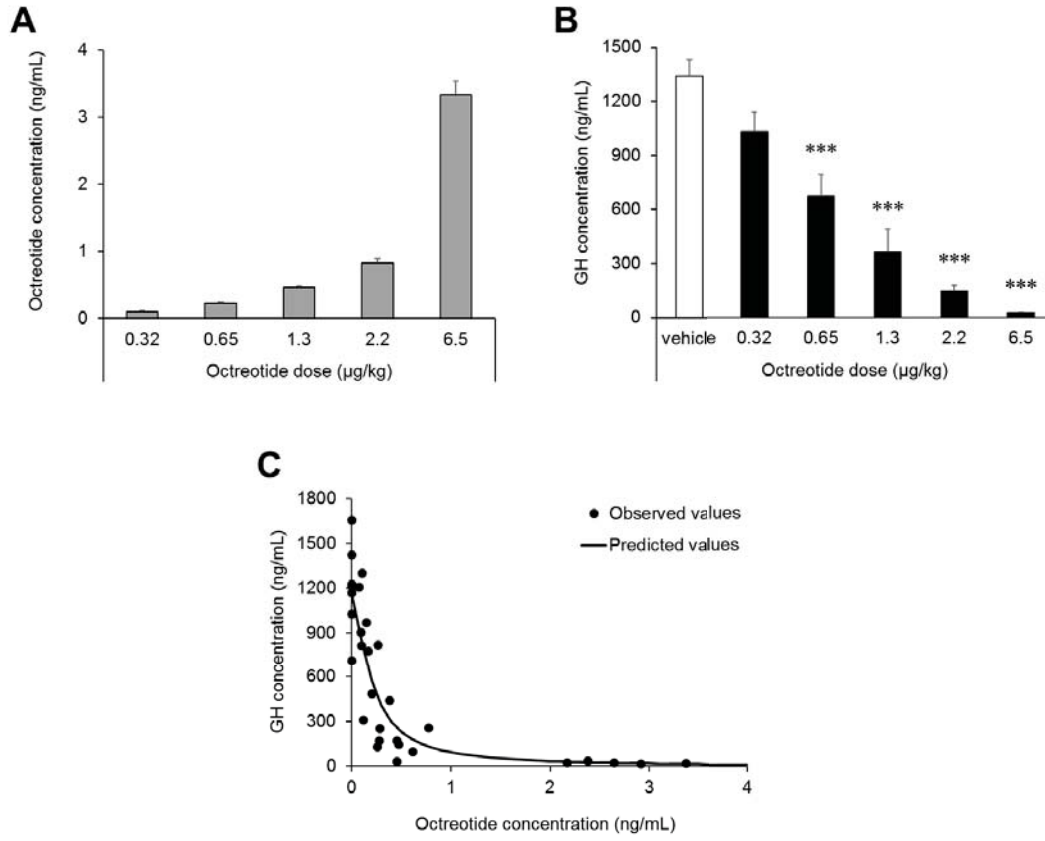 A
Octreotide concentration (ng/mL)
4
3
2
1
0
0.32 0.65 1.3 2.2 6.5
Octreotide dose (µg/kg)
B
GH concentration (ng/mL)
1500
1200
900
600
300
0
***
***
***
***
vehicle 0.32 0.65 1.3 2.2 6.5
Octreotide dose (µg/kg)
C
GH concentration (ng/mL)
1800
1500
1200
900
600
300
0
Observed values
Predicted values
0 1 2 3 4
Octreotide concentration (ng/mL)